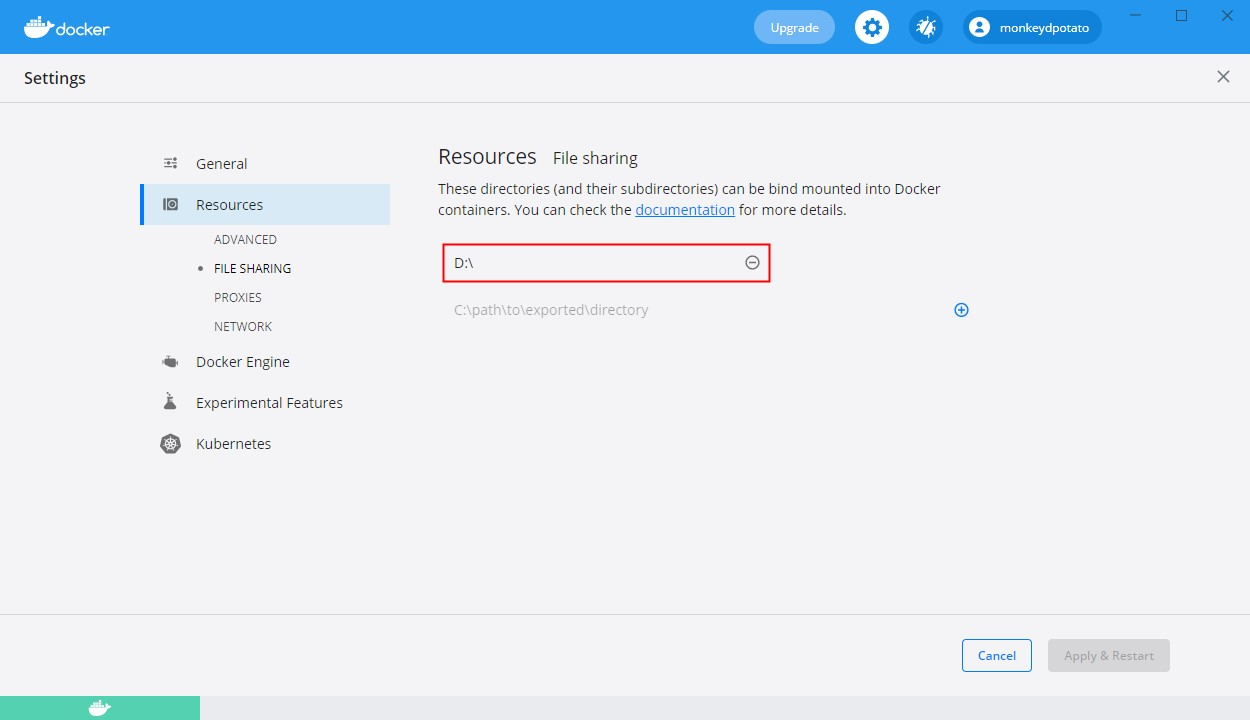 docker
Upgrade
monkeydpotato
Settings
General
Resources
ADVANCED
FILE SHARING
PROXIES
NETWORK
Docker Engine
Experimental Features
Kubernetes
Resources File sharing
These directories (and their subdirectories) can be bind mounted into Docker
containers. You can check the documentation for more details.
D:\
C:\path\to\exported\directory
Cancel
Apply & Restart